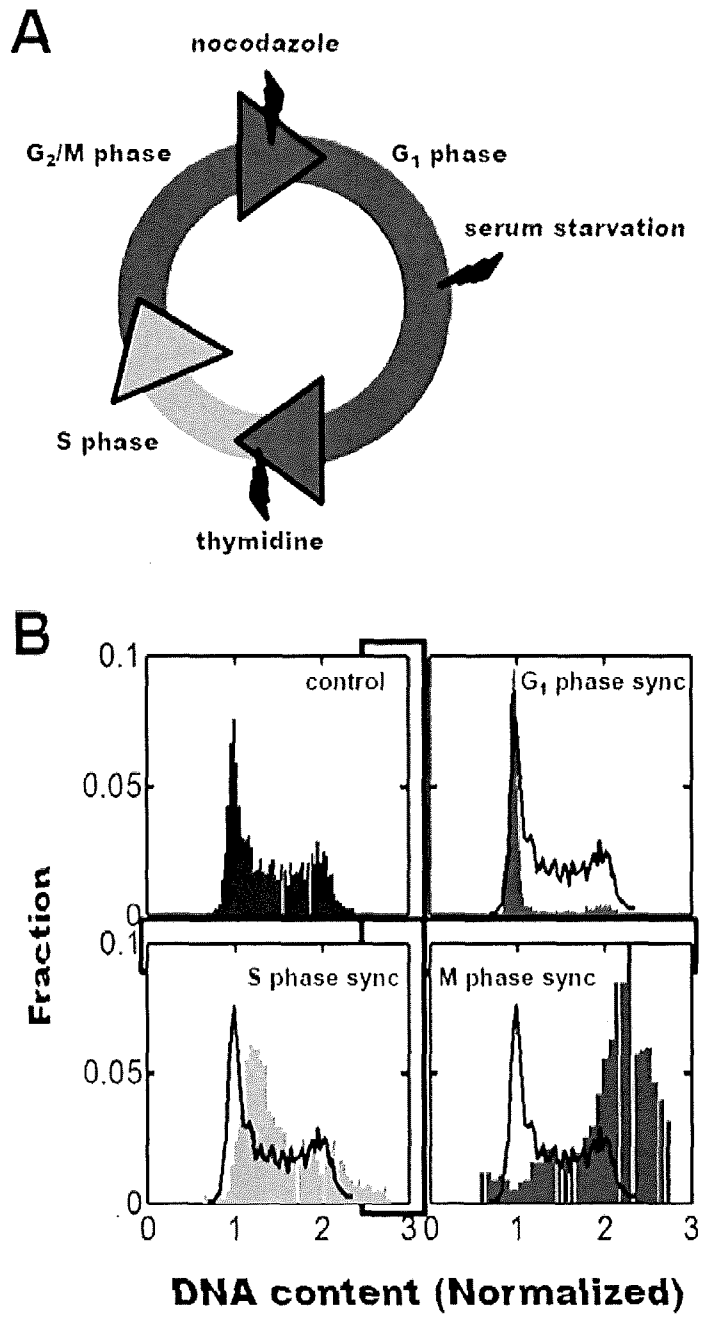 A
nocodazole
G2/M phase
G1 phase
serum starvation
S phase
thymidine
B
0.1
control
G1 phase sync
0.05
0
0.1
S phase sync
M phase sync
0.05
0
0 1 2 3 0 1 2 3
Fraction
DNA content (Normalized)